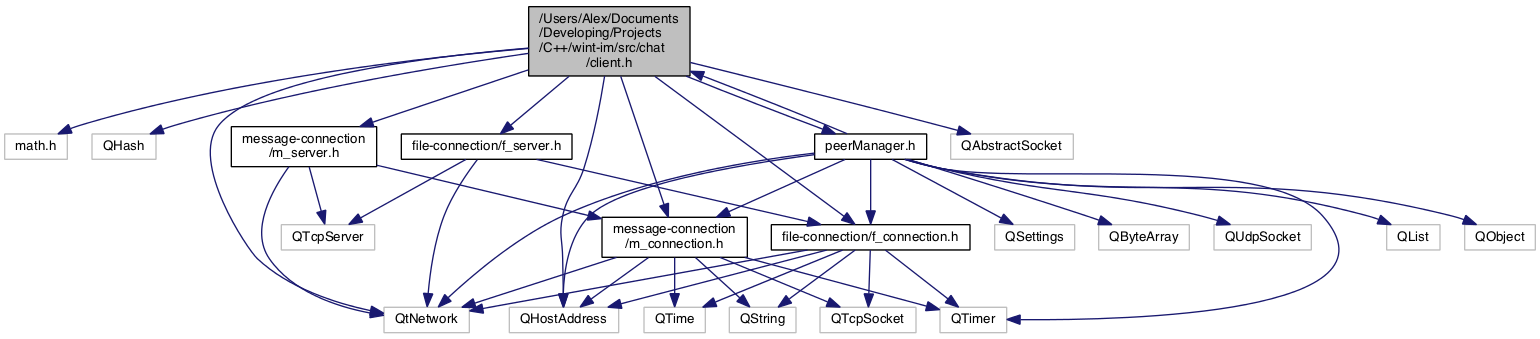 /Users/Alex/Documents
/Developing/Projects
/C++/wint-im/src/chat
/client.h
math.h
QHash
message-connection
/m_server.h
file-connection/f_server.h
peerManager.h
QAbstractSocket
QTcpServer
message-connection
/m_connection.h
file-connection/f_connection.h
QSettings
QByteArray
QUdpSocket
QList
QObject
QtNetwork
QHostAddress
QTime
QString
QTcpSocket
QTimer